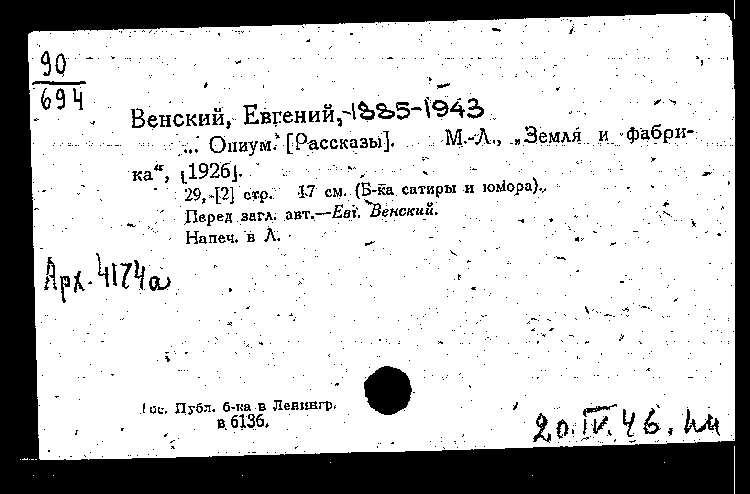 90
694
Венский, Евгений, 1885-1943
... Опиум. [Рассказы]. М.-Л., „Земля и фабри-
ка“, [1926].
29, [2] стр. 17 см. (Б-ка сатиры и юмора).
Перед загл. авт.—Евг. Венский.
Напеч. в Л.
Арх. 4174а
Гос. Публ. б-ка в Ленингр.
в 6136.
20.IV.46.